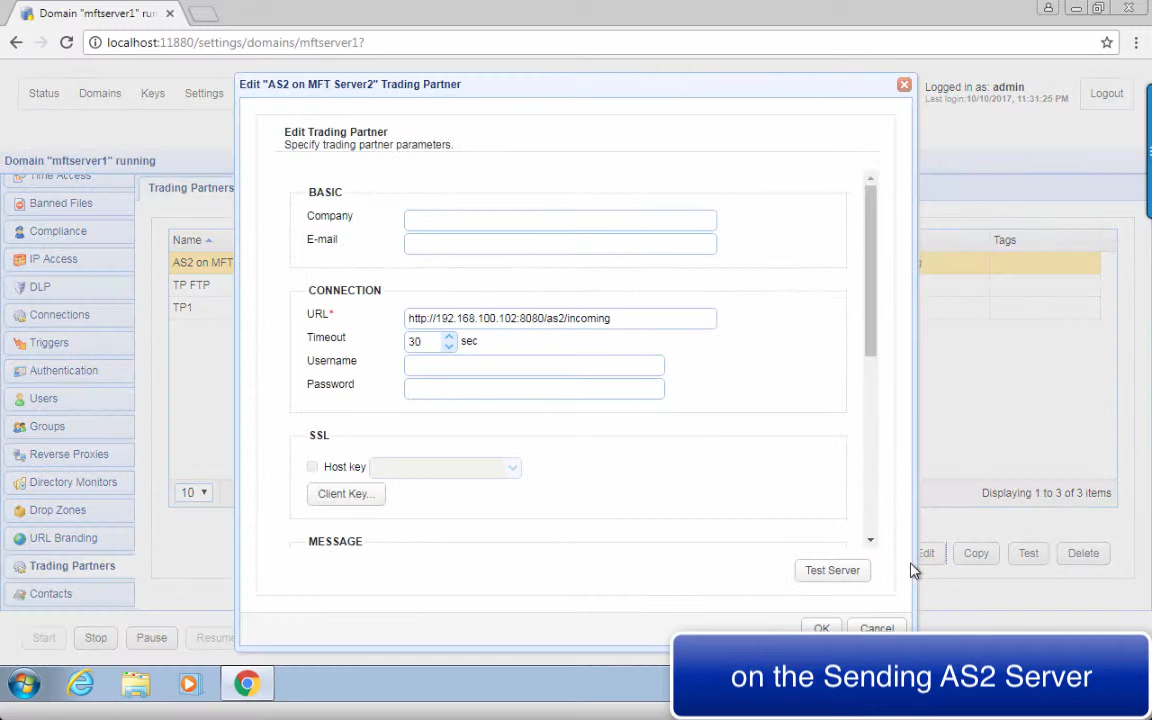 Domain "mftserver1" run
localhost:11880/settings/domains/mftserver1?
Status
Domains
Keys
Settings
Logged in as: admin
Last login:10/10/2017, 11:31:25 PM
Logout
Domain "mftserver1" running
Time Access
Banned Files
Compliance
IP Access
DLP
Connections
Triggers
Authentication
Users
Groups
Reverse Proxies
Directory Monitors
Drop Zones
URL Branding
Trading Partners
Contacts
Trading Partners
Name
Tags
AS2 on MFT
TP FTP
TP1
10
Displaying 1 to 3 of 3 items
Edit
Copy
Test
Delete
Start
Stop
Pause
Resume
Edit "AS2 on MFT Server2" Trading Partner
Edit Trading Partner
Specify trading partner parameters.
BASIC
Company
E-mail
CONNECTION
URL*
http://192.168.100.102:8080/as2/incoming
Timeout
30
sec
Username
Password
SSL
Host key
Client Key...
MESSAGE
Test Server
OK
Cancel
on the Sending AS2 Server